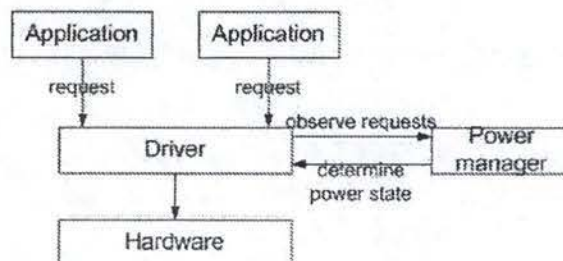 Application
Application
request
request
observe requests
Driver
Power
manager
determine
power state
Hardware